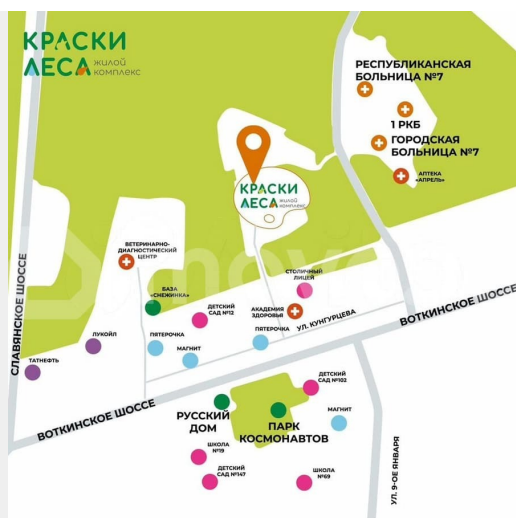 КРАСКИ
ЛЕСА жилой комплекс
РЕСПУБЛИКАНСКАЯ
БОЛЬНИЦА №7
1 РКБ
ГОРОДСКАЯ
БОЛЬНИЦА №7
АПТЕКА
«АПРЕЛЬ»
КРАСКИ
ЛЕСА жилой комплекс
ВЕТЕРИНАРНО-
ДИАГНОСТИЧЕСКИЙ
ЦЕНТР
СТОЛИЧНЫЙ
ЛИЦЕЙ
БАЗА
«СНЕЖИНКА»
ДЕТСКИЙ
САД №12
АКАДЕМИЯ
ЗДОРОВЬЯ
УЛ. КУНГУРЦЕВА
ВОТКИНСКОЕ ШОССЕ
СЛАВЯНСКОЕ ШОССЕ
ЛУКОЙЛ
ПЯТЕРОЧКА
ПЯТЕРОЧКА
МАГНИТ
ТАТНЕФТЬ
ДЕТСКИЙ
САД №102
ВОТКИНСКОЕ ШОССЕ
РУССКИЙ
ДОМ
ПАРК
КОСМОНАВТОВ
МАГНИТ
ШКОЛА
№19
ДЕТСКИЙ
САД №147
ШКОЛА
№69
УЛ. 9-ОЕ ЯНВАРЯ